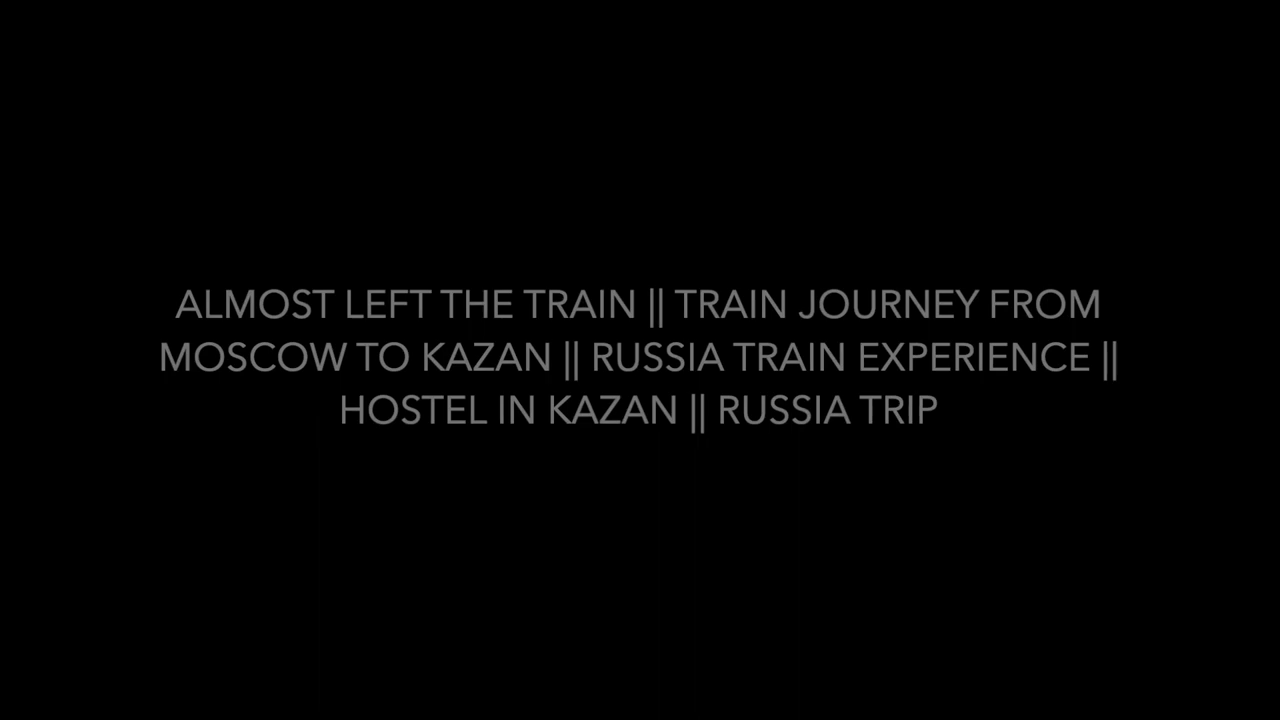 ALMOST LEFT THE TRAIN || TRAIN JOURNEY FROM
MOSCOW TO KAZAN || RUSSIA TRAIN EXPERIENCE ||
HOSTEL IN KAZAN || RUSSIA TRIP